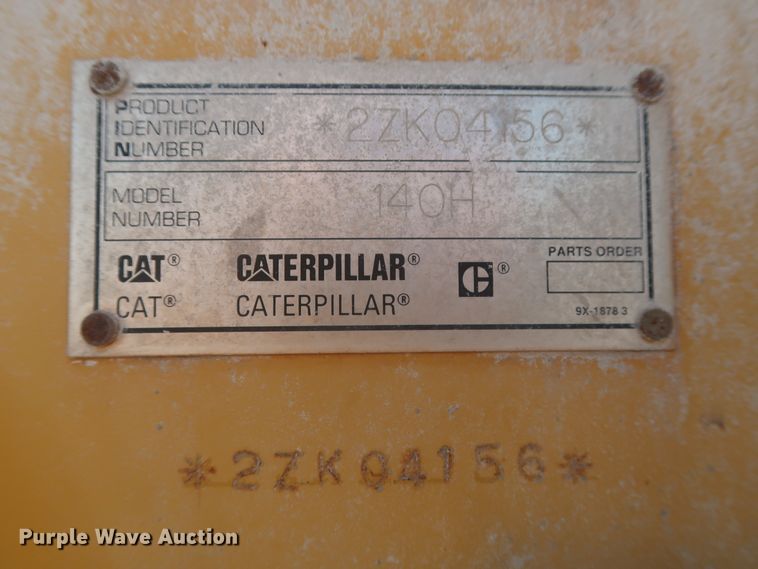 PRODUCT
IDENTIFICATION
NUMBER
*2ZK04156*
MODEL
NUMBER
140H
CAT® CATERPILLAR® C®
PARTS ORDER
CAT® CATERPILLAR®
9X-1878 3
*2ZK04156*
Purple Wave Auction